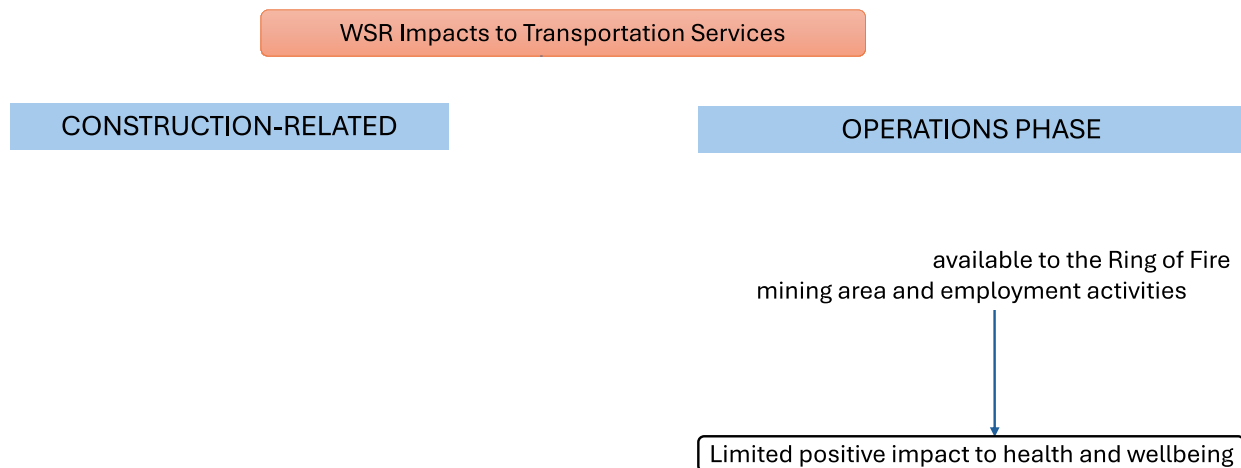 WSR Impacts to Transportation Services
CONSTRUCTION-RELATED
OPERATIONS PHASE
available to the Ring of Fire
mining area and employment activities
Limited positive impact to health and wellbeing